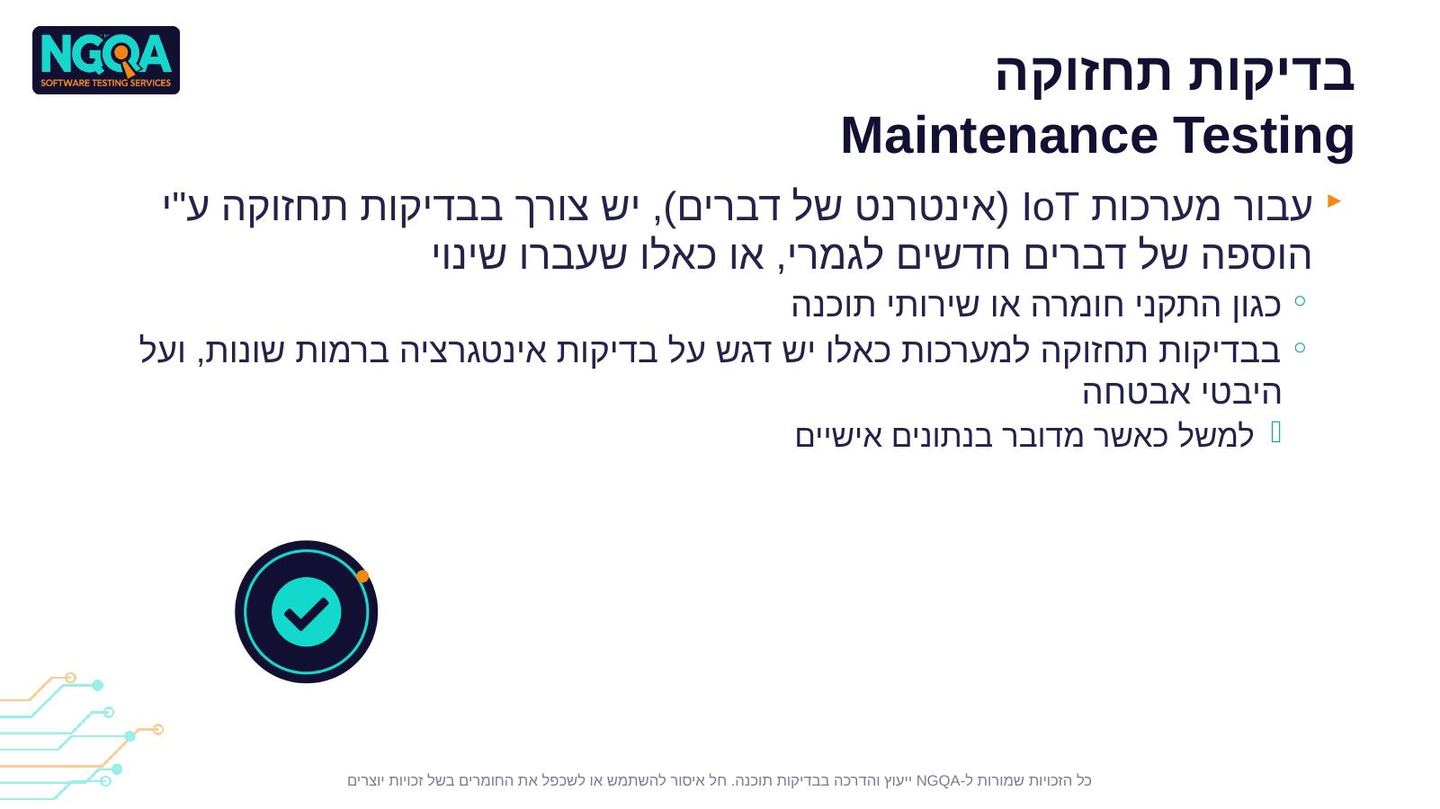 NGQA
SOFTWARE TESTING SERVICES
בדיקות תחזוקה
Maintenance Testing
עבור מערכות IoT (אינטרנט של דברים), יש צורך בבדיקות תחזוקה ע"י
הוספה של דברים חדשים לגמרי, או כאלו שעברו שינוי
כגון התקני חומרה או שירותי תוכנה
בבדיקות תחזוקה למערכות כאלו יש דגש על בדיקות אינטגרציה ברמות שונות, ועל
היבטי אבטחה
למשל כאשר מדובר בנתונים אישיים
כל הזכויות שמורות ל-NGQA ייעוץ והדרכה בבדיקות תוכנה. חל איסור להשתמש או לשכפל את החומרים בשל זכויות יוצרים